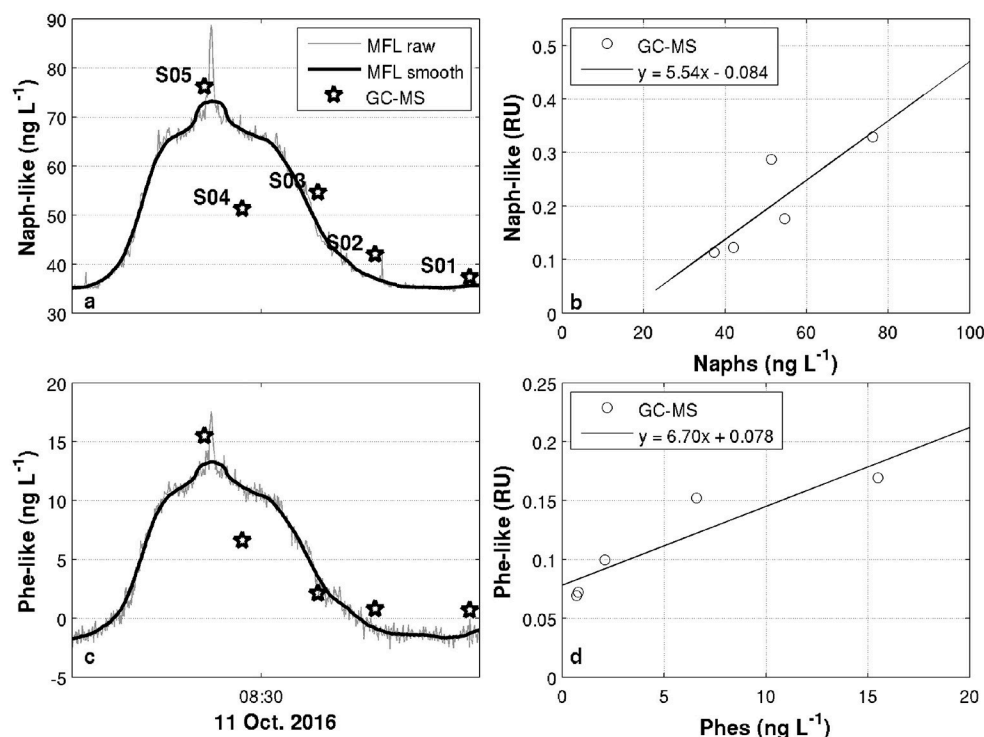 90
80
70
60
50
40
30
Naph-like (ng L⁻¹)
MFL raw
MFL smooth
GC-MS
S05
S04
S03
S02
S01
a
0.5
0.4
0.3
0.2
0.1
0
Naph-like (RU)
GC-MS
y = 5.54x - 0.084
b
0 20 40 60 80 100
Naphs (ng L⁻¹)
20
15
10
5
0
-5
Phe-like (ng L⁻¹)
c
08:30
11 Oct. 2016
0.25
0.2
0.15
0.1
0.05
0
Phe-like (RU)
GC-MS
y = 6.70x + 0.078
d
0 5 10 15 20
Phes (ng L⁻¹)